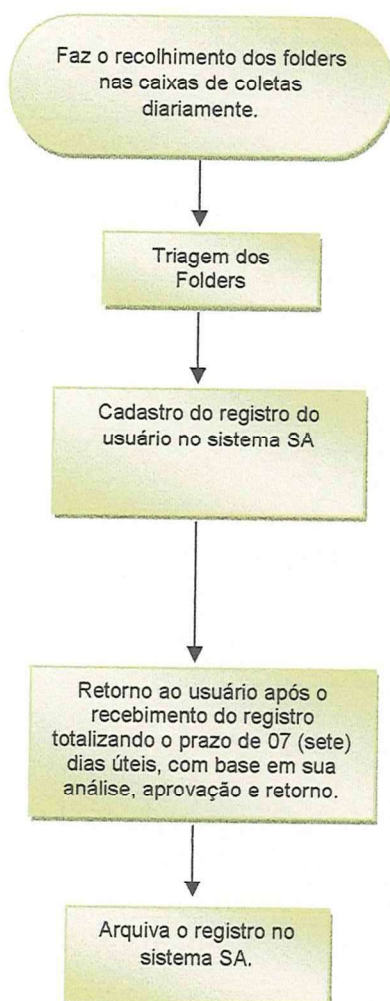 Faz o recolhimento dos folders
nas caixas de coletas
diariamente.
Triagem dos
Folders
Cadastro do registro do
usuário no sistema SA
Retorno ao usuário após o
recebimento do registro
totalizando o prazo de 07 (sete)
dias úteis, com base em sua
análise, aprovação e retorno.
Arquiva o registro no
sistema SA.